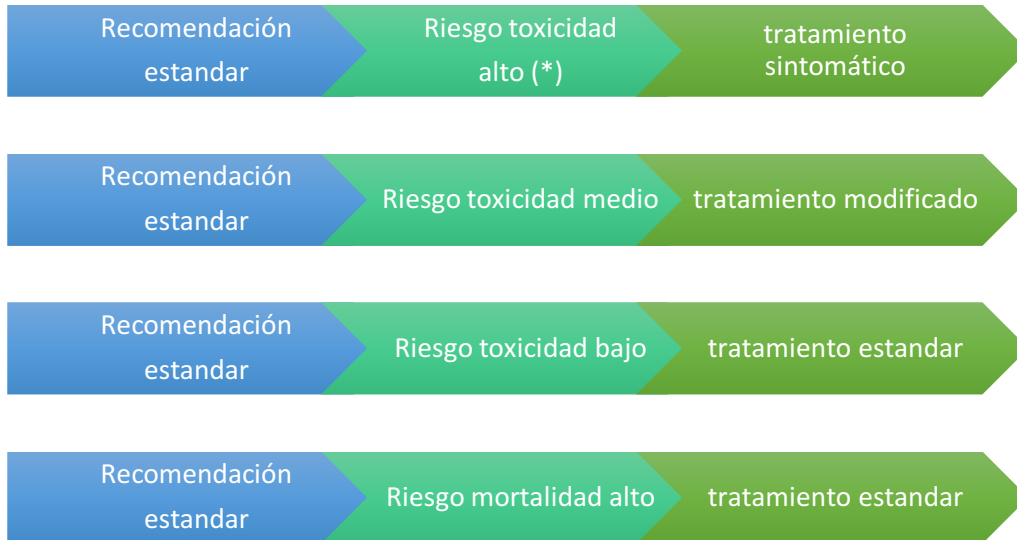 Recomendación
estandar
Riesgo toxicidad
alto (*)
tratamiento
sintomático
Recomendación
estandar
Riesgo toxicidad medio
tratamiento modificado
Recomendación
estandar
Riesgo toxicidad bajo
tratamiento estandar
Recomendación
estandar
Riesgo mortalidad alto
tratamiento estandar